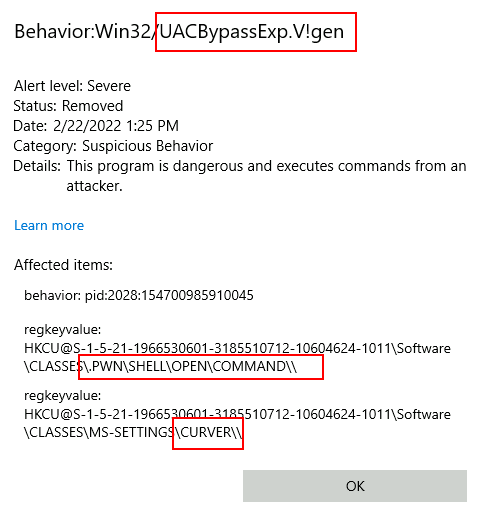 Behavior:Win32/UACBypassExp.V!gen
Alert level: Severe
Status: Removed
Date: 2/22/2022 1:25 PM
Category: Suspicious Behavior
Details: This program is dangerous and executes commands from an
attacker.
Learn more
Affected items:
behavior: pid:2028:154700985910045
regkeyvalue:
HKCU@S-1-5-21-1966530601-3185510712-10604624-1011\Software
\CLASSES\.PWN\SHELL\OPEN\COMMAND\\
regkeyvalue:
HKCU@S-1-5-21-1966530601-3185510712-10604624-1011\Software
\CLASSES\MS-SETTINGS\CURVER\\
OK